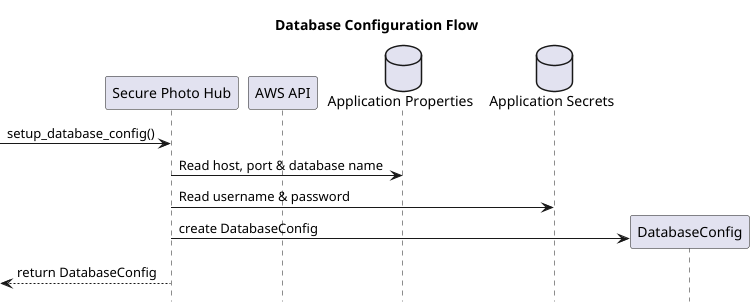 Database Configuration Flow
Secure Photo Hub
AWS API
Application Properties
Application Secrets
setup_database_config()
Read host, port & database name
Read username & password
create DatabaseConfig
DatabaseConfig
return DatabaseConfig